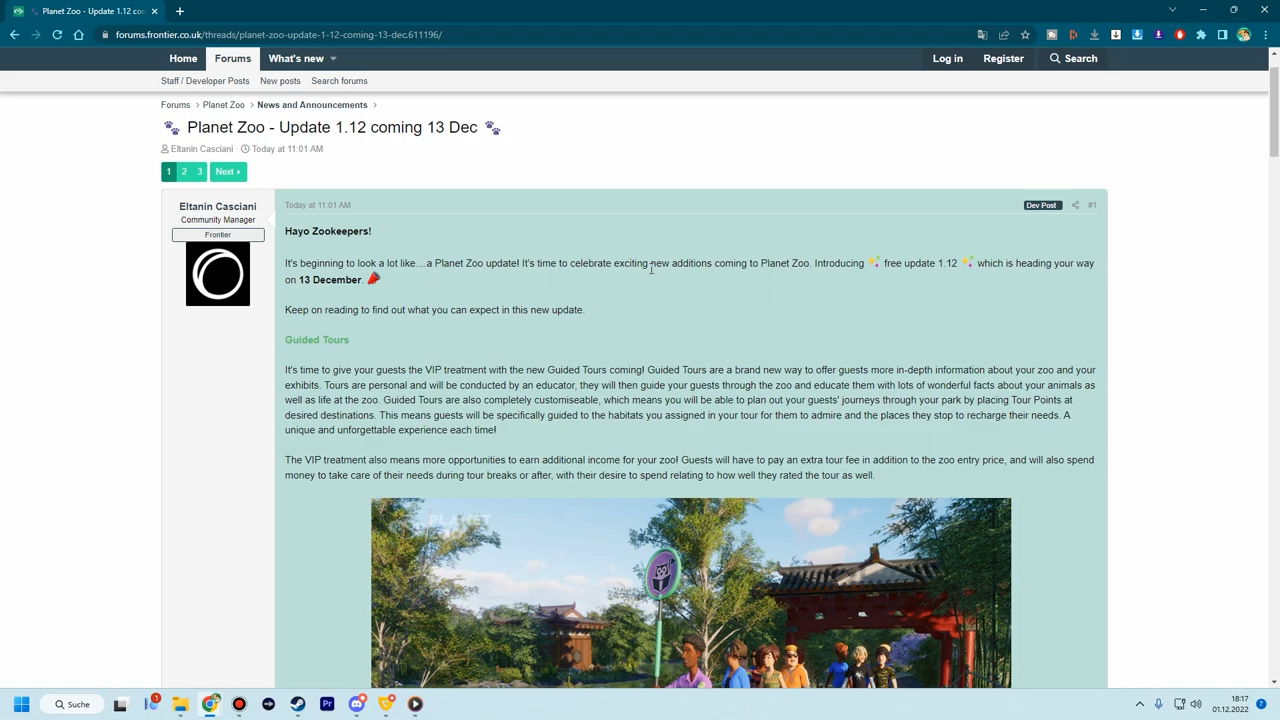 Planet Zoo - Update 1.12 co
forums.frontier.co.uk/threads/planet-zoo-update-1-12-coming-13-dec.611196/
Home Forums What's new Log in Register Search
Staff / Developer Posts New posts Search forums
Forums Planet Zoo News and Announcements
🐾 Planet Zoo - Update 1.12 coming 13 Dec 🐾
Eltanin Casciani · Today at 11:01 AM
1 2 3 Next
Eltanin Casciani
Community Manager
Frontier
Today at 11:01 AM Dev Post #1
Hayo Zookeepers!
It's beginning to look a lot like....a Planet Zoo update! It's time to celebrate exciting new additions coming to Planet Zoo. Introducing ✨ free update 1.12 ✨ which is heading your way
on 13 December. 📣
Keep on reading to find out what you can expect in this new update.
Guided Tours
It's time to give your guests the VIP treatment with the new Guided Tours coming! Guided Tours are a brand new way to offer guests more in-depth information about your zoo and your
exhibits. Tours are personal and will be conducted by an educator, they will then guide your guests through the zoo and educate them with lots of wonderful facts about your animals as
well as life at the zoo. Guided Tours are also completely customiseable, which means you will be able to plan out your guests' journeys through your park by placing Tour Points at
desired destinations. This means guests will be specifically guided to the habitats you assigned in your tour for them to admire and the places they stop to recharge their needs. A
unique and unforgettable experience each time!
The VIP treatment also means more opportunities to earn additional income for your zoo! Guests will have to pay an extra tour fee in addition to the zoo entry price, and will also spend
money to take care of their needs during tour breaks or after, with their desire to spend relating to how well they rated the tour as well.
PLANET
Suche
18:17
01.12.2022